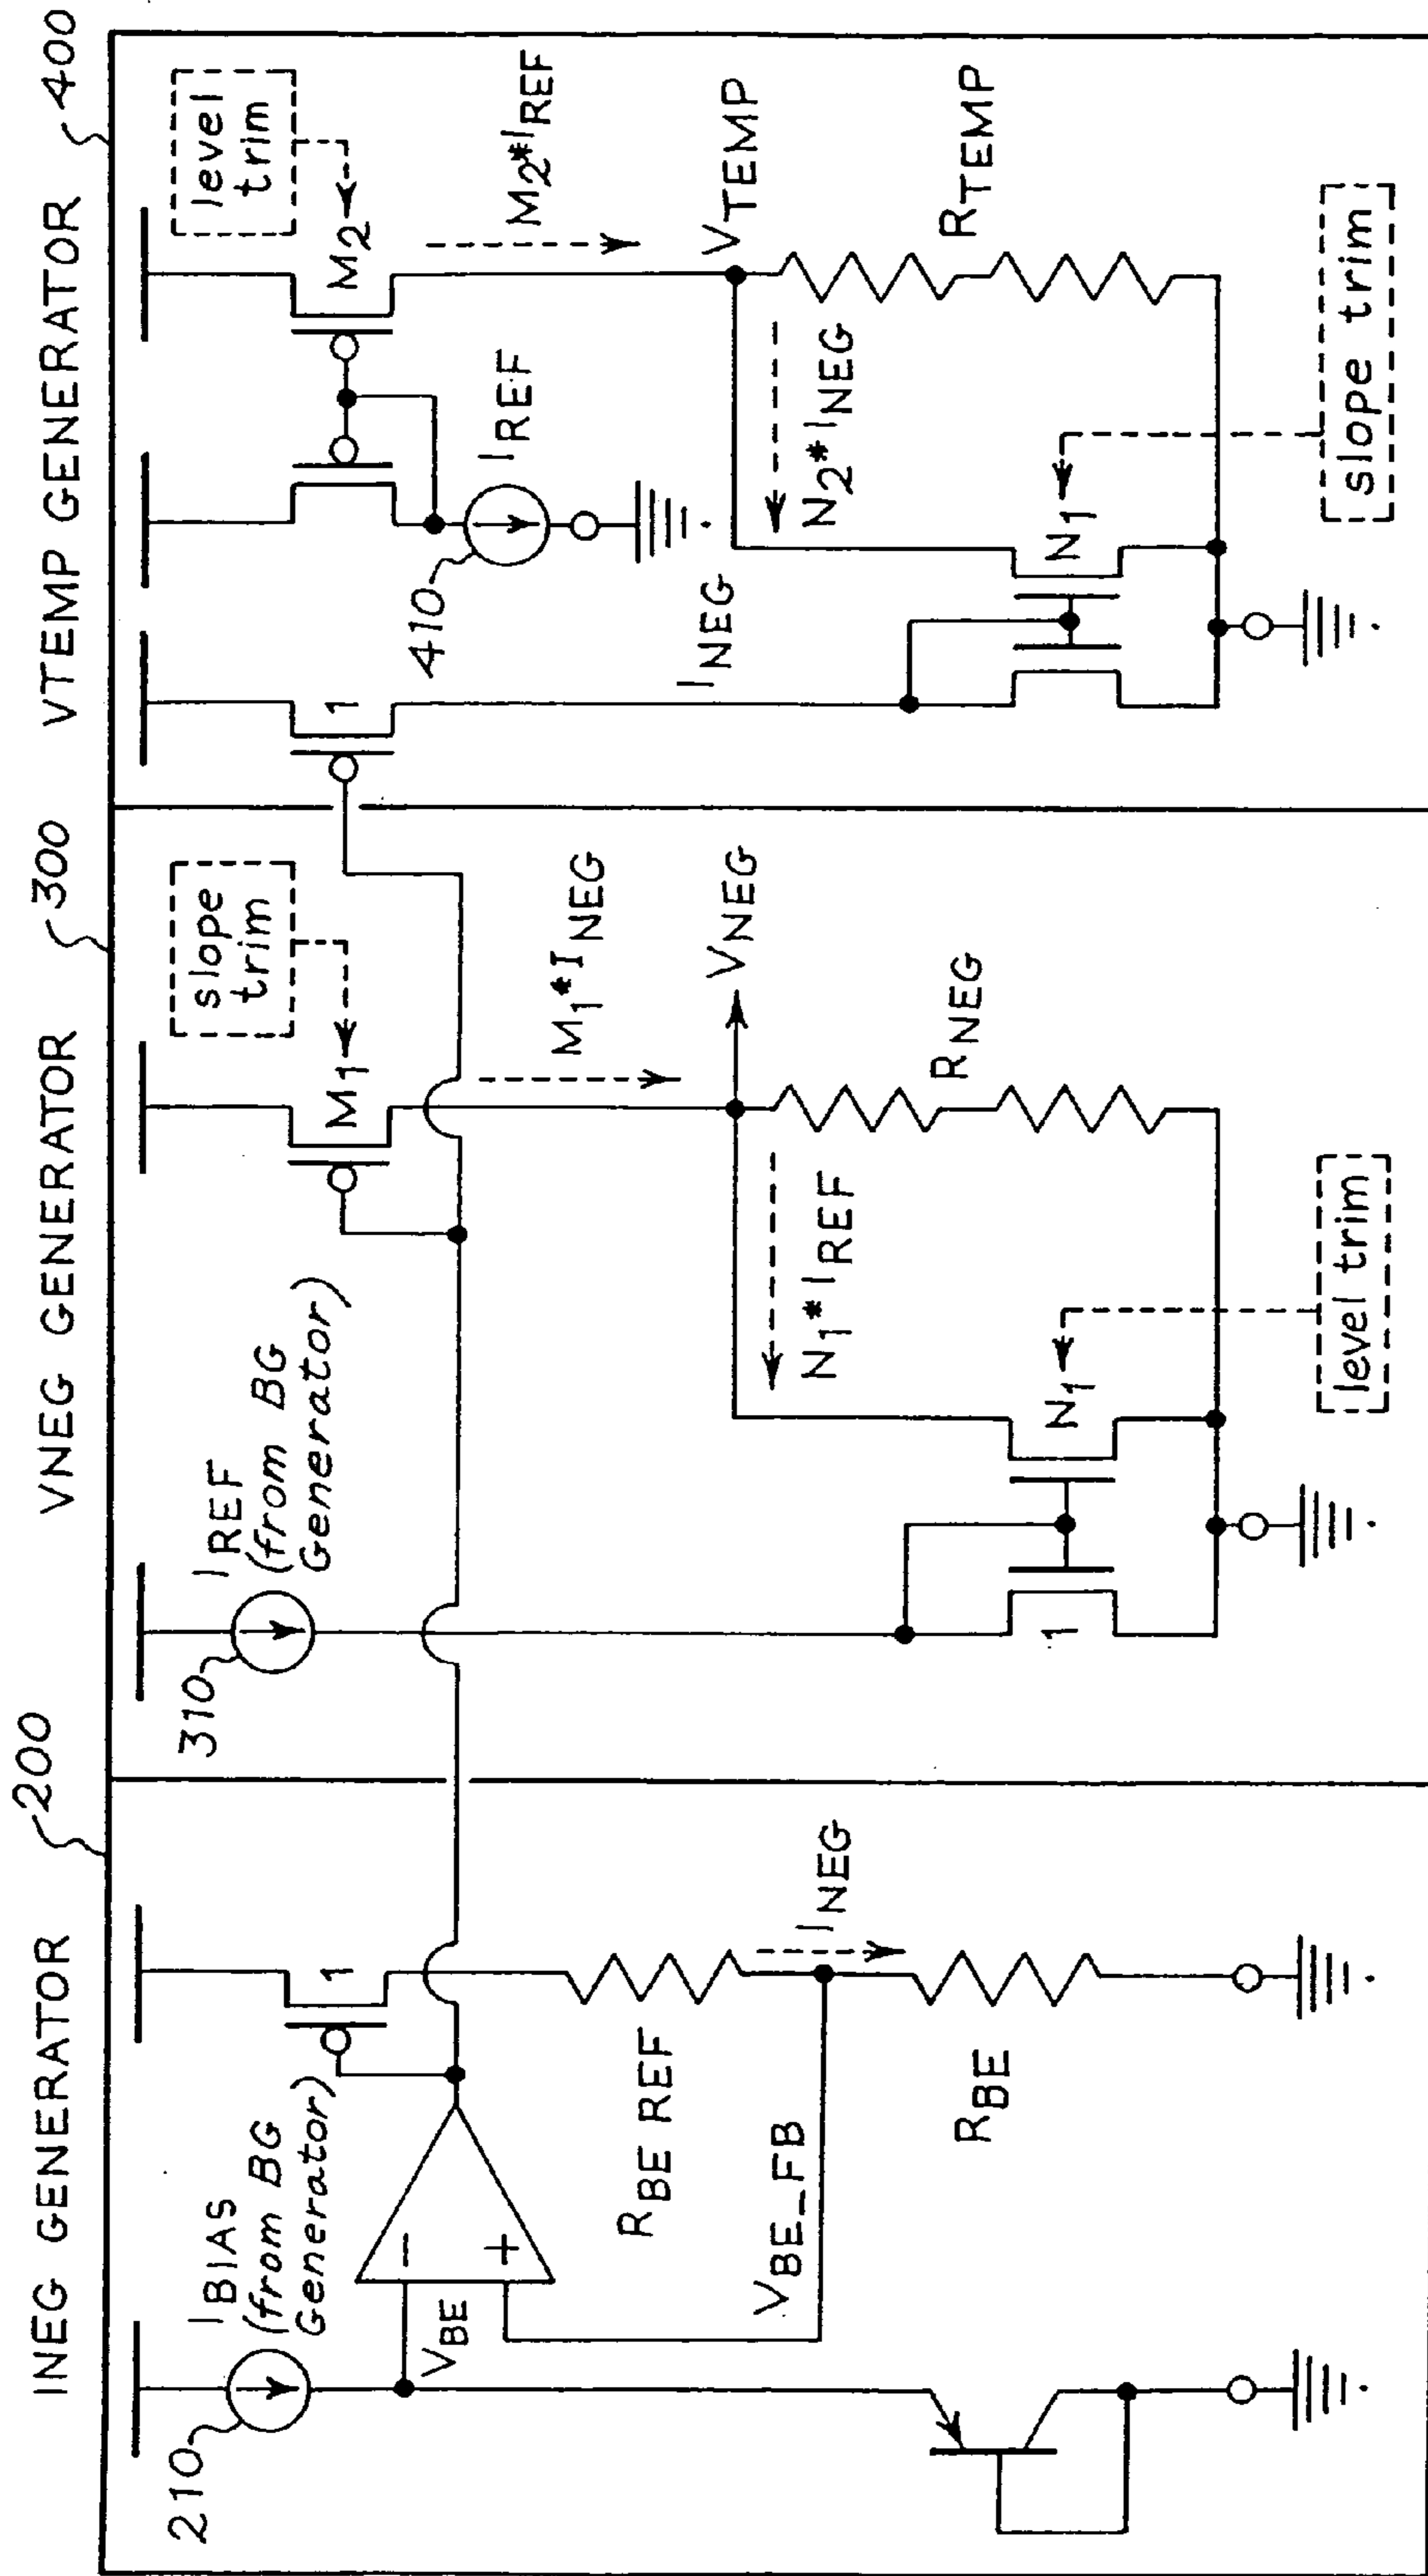 INEG GENERATOR
200
VNEG GENERATOR
300
VTEMP GENERATOR
400
210
IBIAS
(from BG
Generator)
VBE
−
+
1
RBE REF
VBE_FB
INEG
RBE
310
IREF
(from BG
Generator)
slope
trim
M1
M1*INEG
VNEG
N1*IREF
RNEG
1
N1
level trim
1
INEG
410
IREF
level
trim
M2
M2*IREF
VTEMP
N2*INEG
RTEMP
N1
slope trim